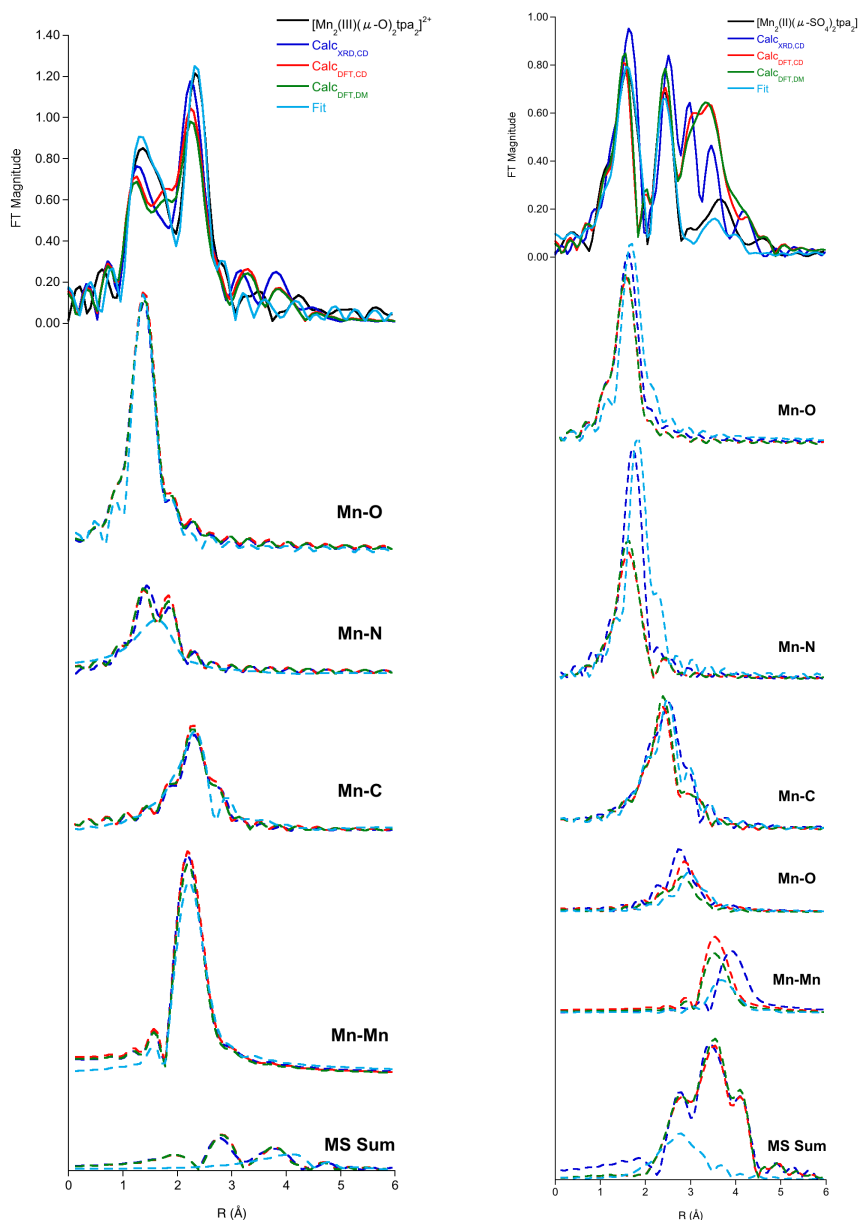 [Mn2(III)(μ-O)2tpa2]2+
CalcXRD,CD
CalcDFT,CD
CalcDFT,DM
Fit
FT Magnitude
1.40
1.20
1.00
0.80
0.60
0.40
0.20
0.00
Mn-O
Mn-N
Mn-C
Mn-Mn
MS Sum
0 1 2 3 4 5 6
R (Å)
[Mn2(II)(μ-SO4)2tpa2]
CalcXRD,CD
CalcDFT,CD
CalcDFT,DM
Fit
FT Magnitude
1.00
0.80
0.60
0.40
0.20
0.00
Mn-O
Mn-N
Mn-C
Mn-O
Mn-Mn
MS Sum
0 1 2 3 4 5 6
R (Å)